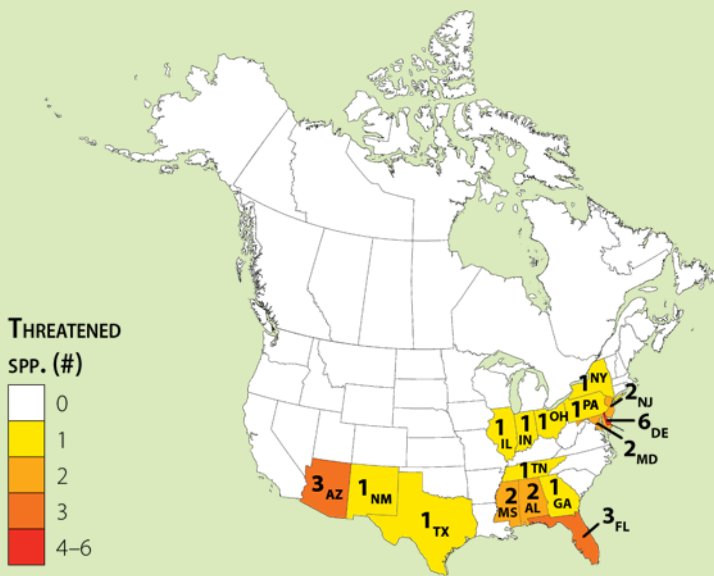 THREATENED
SPP. (#)
0
1
2
3
4–6
1 NY
2 NJ
1 PA
6 DE
1 OH
2 MD
1 IL
1 IN
1 TN
3 AZ
1 NM
1 TX
2 MS
2 AL
1 GA
3 FL